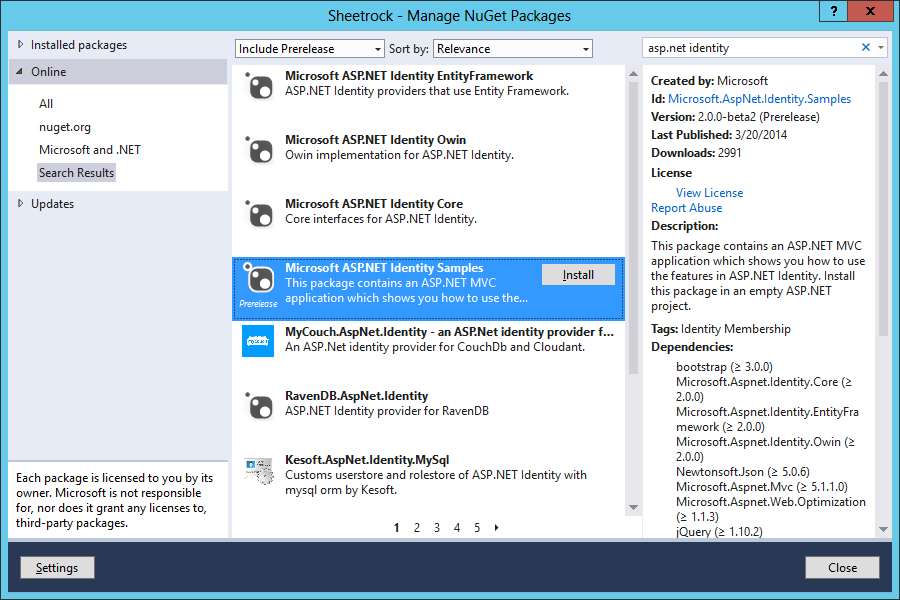 Sheetrock - Manage NuGet Packages
?
X
Installed packages
Online
All
nuget.org
Microsoft and .NET
Search Results
Updates
Each package is licensed to you by its
owner. Microsoft is not responsible
for, nor does it grant any licenses to,
third-party packages.
Include Prerelease
Sort by:
Relevance
Microsoft ASP.NET Identity EntityFramework
ASP.NET Identity providers that use Entity Framework.
Microsoft ASP.NET Identity Owin
Owin implementation for ASP.NET Identity.
Microsoft ASP.NET Identity Core
Core interfaces for ASP.NET Identity.
Microsoft ASP.NET Identity Samples
This package contains an ASP.NET MVC
application which shows you how to use the...
Prerelease
Install
MyCouch.AspNet.Identity - an ASP.Net identity provider f...
An ASP.Net identity provider for CouchDb and Cloudant.
RavenDB.AspNet.Identity
ASP.NET Identity provider for RavenDB
Kesoft.AspNet.Identity.MySql
Customs userstore and rolestore of ASP.NET Identity with
mysql orm by Kesoft.
1 2 3 4 5
asp.net identity
Created by: Microsoft
Id: Microsoft.AspNet.Identity.Samples
Version: 2.0.0-beta2 (Prerelease)
Last Published: 3/20/2014
Downloads: 2991
License
View License
Report Abuse
Description:
This package contains an ASP.NET MVC
application which shows you how to use
the features in ASP.NET Identity. Install
this package in an empty ASP.NET
project.
Tags: Identity Membership
Dependencies:
bootstrap (≥ 3.0.0)
Microsoft.Aspnet.Identity.Core (≥
2.0.0)
Microsoft.Aspnet.Identity.EntityFra
mework (≥ 2.0.0)
Microsoft.Aspnet.Identity.Owin (≥
2.0.0)
Newtonsoft.Json (≥ 5.0.6)
Microsoft.Aspnet.Mvc (≥ 5.1.1.0)
Microsoft.Aspnet.Web.Optimization
(≥ 1.1.3)
jQuery (≥ 1.10.2)
Settings
Close